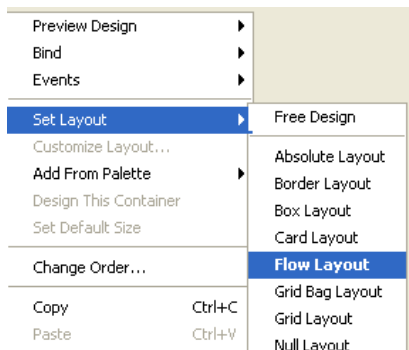 Preview Design
Bind
Events
Set Layout
Customize Layout...
Add From Palette
Design This Container
Set Default Size
Change Order...
Copy Ctrl+C
Paste Ctrl+V
Free Design
Absolute Layout
Border Layout
Box Layout
Card Layout
Flow Layout
Grid Bag Layout
Grid Layout
Null Layout